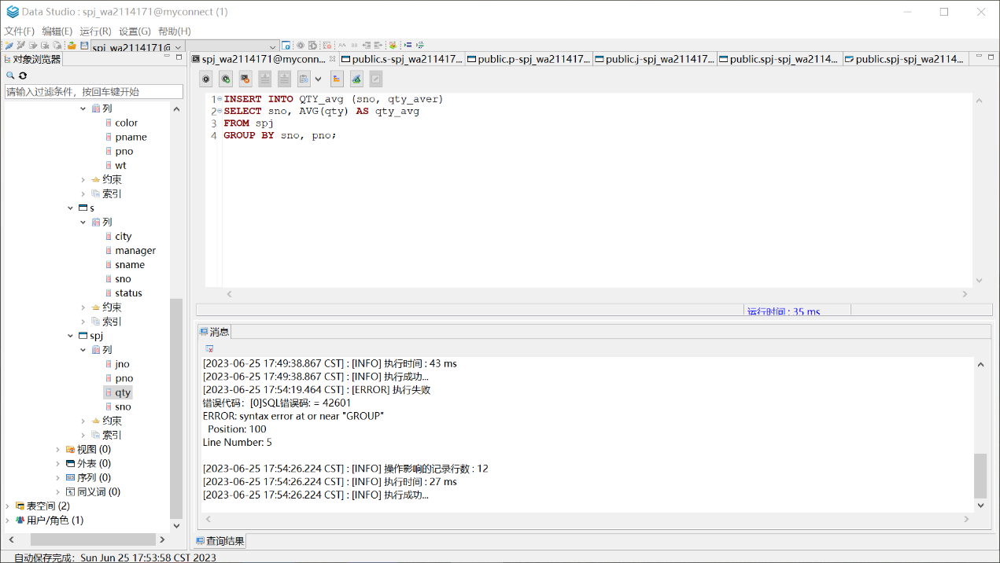 Data Studio : spj_wa2114171@myconnect (1)
文件(F) 编辑(E) 运行(R) 设置(G) 帮助(H)
spj_wa2114171@
对象浏览器
请输入过滤条件，按回车键开始
列
color
pname
pno
wt
约束
索引
s
列
city
manager
sname
sno
status
约束
索引
spj
列
jno
pno
qty
sno
约束
索引
视图 (0)
外表 (0)
序列 (0)
同义词 (0)
表空间 (2)
用户/角色 (1)
spj_wa2114171@myconn... public.s-spj_wa211417... public.p-spj_wa211417... public.j-spj_wa211417... public.spj-spj_wa2114... public.spj-spj_wa2114...
1 INSERT INTO QTY_avg (sno, qty_aver)
2 SELECT sno, AVG(qty) AS qty_avg
3 FROM spj
4 GROUP BY sno, pno;
运行时间 : 35 ms
消息
[2023-06-25 17:49:38.867 CST] : [INFO] 执行时间 : 43 ms
[2023-06-25 17:49:38.867 CST] : [INFO] 执行成功...
[2023-06-25 17:54:19.464 CST] : [ERROR] 执行失败
错误代码：[0]SQL错误码: = 42601
ERROR: syntax error at or near "GROUP"
Position: 100
Line Number: 5
[2023-06-25 17:54:26.224 CST] : [INFO] 操作影响的记录行数 : 12
[2023-06-25 17:54:26.224 CST] : [INFO] 执行时间 : 27 ms
[2023-06-25 17:54:26.224 CST] : [INFO] 执行成功...
查询结果
自动保存完成：Sun Jun 25 17:53:58 CST 2023